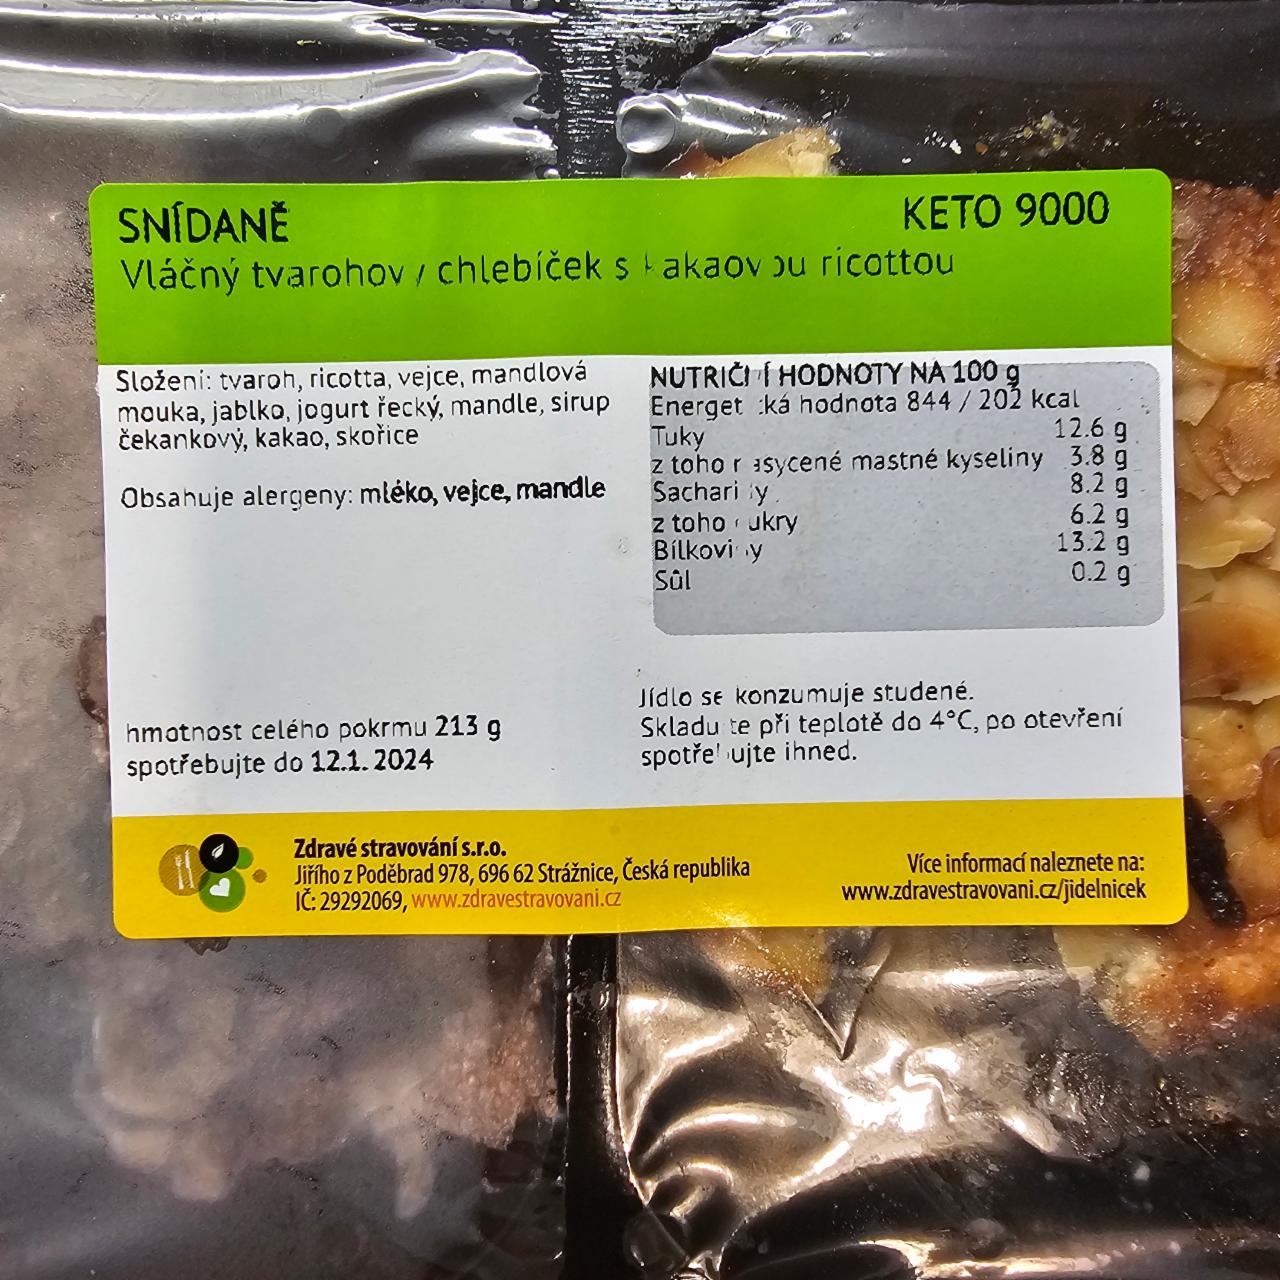 SNÍDANĚ
KETO 9000
Vláčný tvarohový chlebíček s kakaovou ricottou
Složení: tvaroh, ricotta, vejce, mandlová
mouka, jablko, jogurt řecký, mandle, sirup
čekankový, kakao, skořice
Obsahuje alergeny: mléko, vejce, mandle
hmotnost celého pokrmu 213 g
spotřebujte do 12.1. 2024
NUTRIČNÍ HODNOTY NA 100 g
Energetická hodnota 844 / 202 kcal
Tuky 12.6 g
z toho nasycené mastné kyseliny 3.8 g
Sacharidy 8.2 g
z toho cukry 6.2 g
Bílkoviny 13.2 g
Sůl 0.2 g
Jídlo se konzumuje studené.
Skladujte při teplotě do 4°C, po otevření
spotřebujte ihned.
Zdravé stravování s.r.o.
Jiřího z Poděbrad 978, 696 62 Strážnice, Česká republika
IČ: 29292069, www.zdravestravovani.cz
Více informací naleznete na:
www.zdravestravovani.cz/jidelnicek